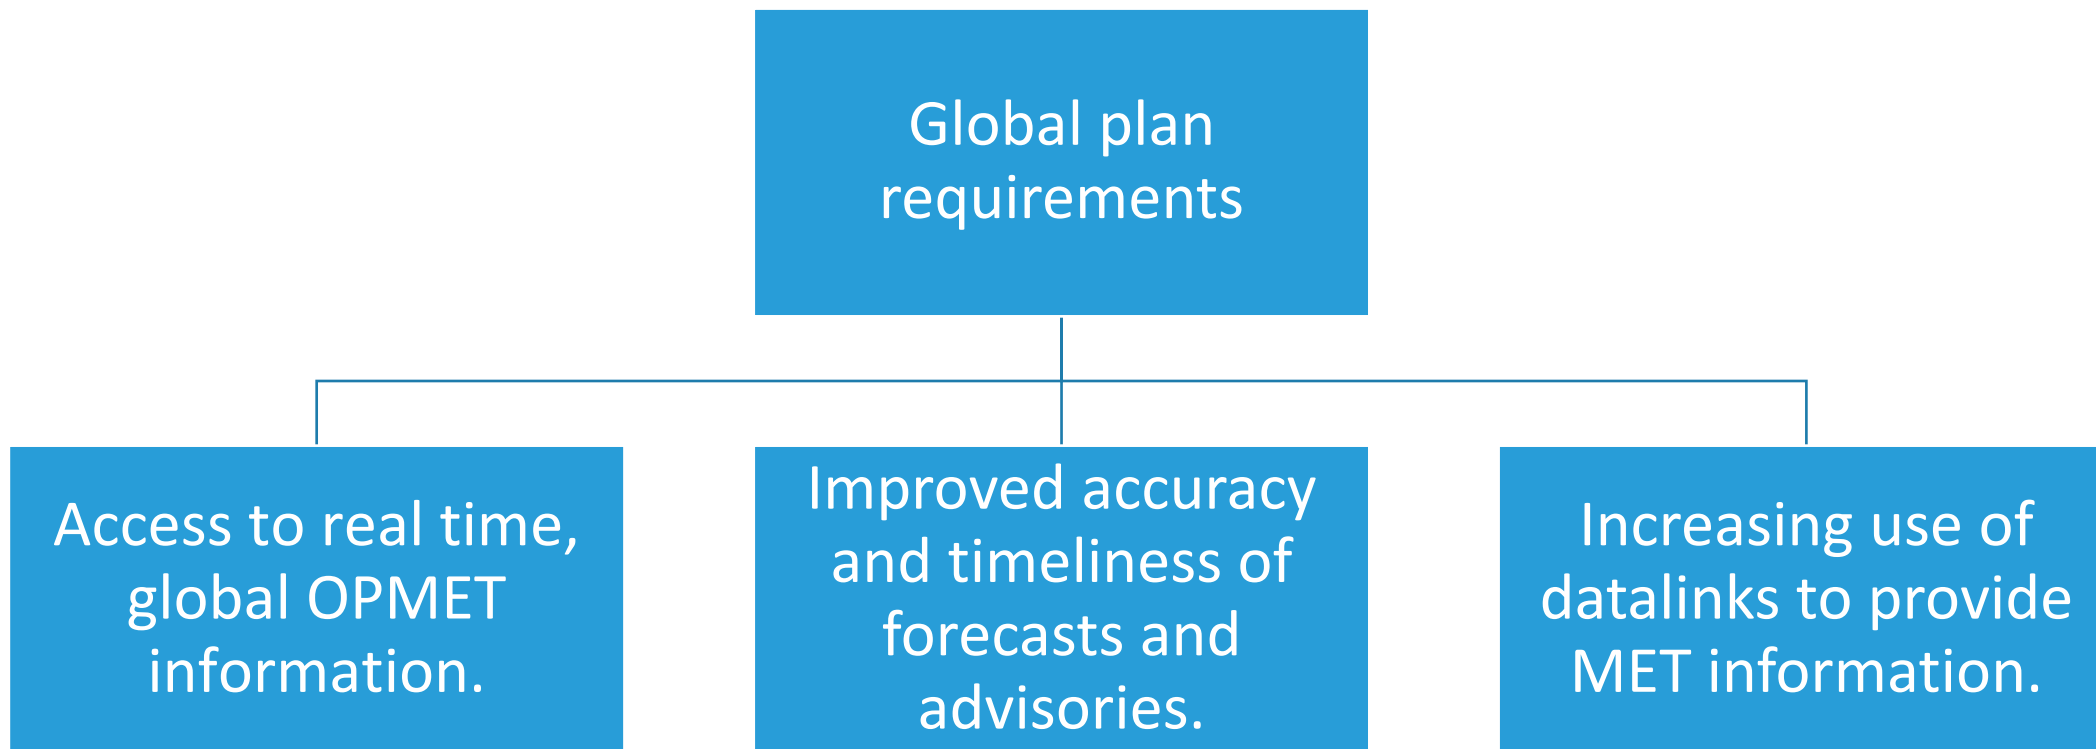 Global plan
requirements
Access to real time,
global OPMET
information.
Improved accuracy
and timeliness of
forecasts and
advisories.
Increasing use of
datalinks to provide
MET information.